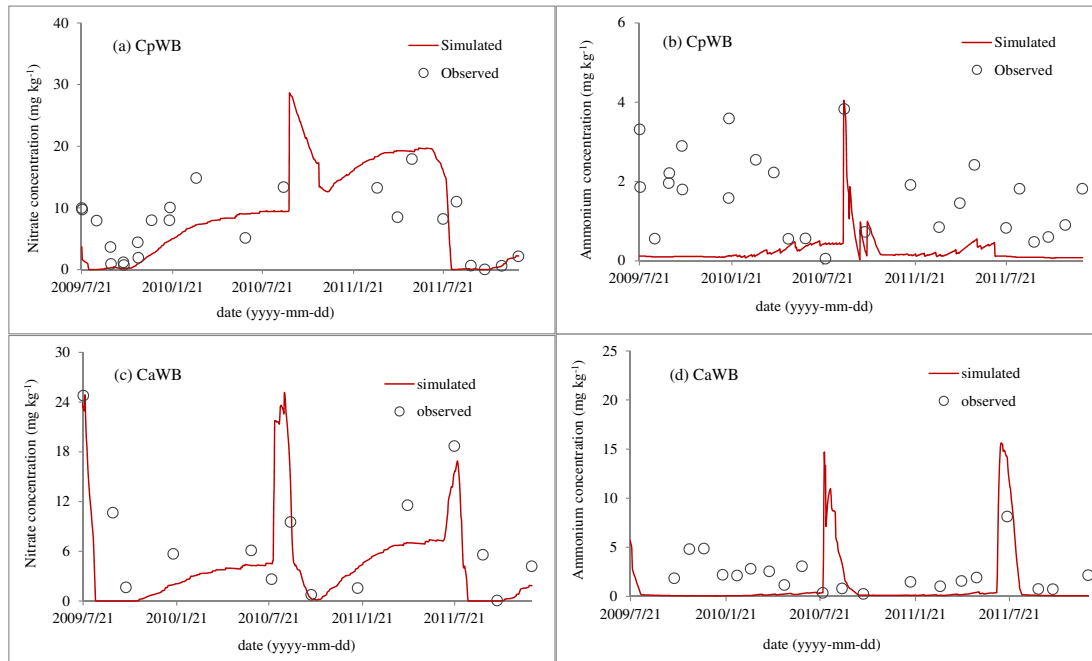 40
30
20
10
0
Nitrate concentration (mg kg⁻¹)
(a) CpWB
Simulated
Observed
2009/7/21 2010/1/21 2010/7/21 2011/1/21 2011/7/21
date (yyyy-mm-dd)
6
4
2
0
Ammonium concentration (mg kg⁻¹)
(b) CpWB
Simulated
Observed
2009/7/21 2010/1/21 2010/7/21 2011/1/21 2011/7/21
date (yyyy-mm-dd)
30
24
18
12
6
0
Nitrate concentration (mg kg⁻¹)
(c) CaWB
simulated
observed
2009/7/21 2010/1/21 2010/7/21 2011/1/21 2011/7/21
date (yyyy-mm-dd)
25
20
15
10
5
0
Ammonium concentration (mg kg⁻¹)
(d) CaWB
simulated
observed
2009/7/21 2010/1/21 2010/7/21 2011/1/21 2011/7/21
date (yyyy-mm-dd)